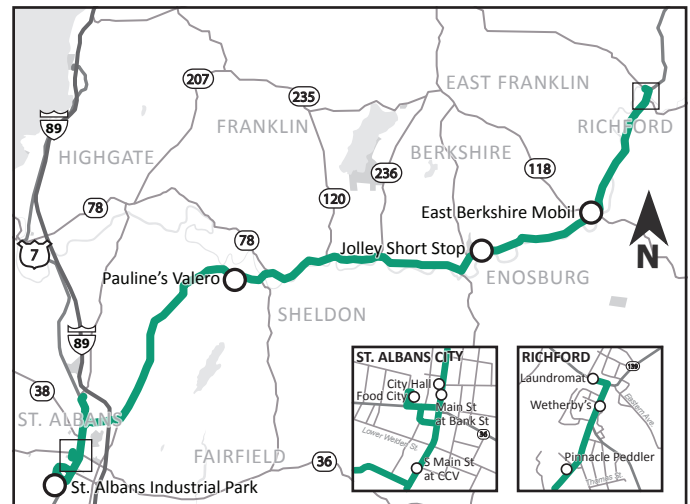 207
235
EAST FRANKLIN
89
FRANKLIN
RICHFORD
HIGHGATE
BERKSHIRE
118
236
120
78
East Berkshire Mobil
78
7
Jolley Short Stop
N
Pauline's Valero
ENOSBURG
SHELDON
89
38
ST. ALBANS
FAIRFIELD
36
St. Albans Industrial Park
ST. ALBANS CITY
City Hall
Food City
Main St
at Bank St
36
Lower Welden St
S Main St
at CCV
RICHFORD
139
Laundromat
Eastern Ave
Wetherby's
Pinnacle Peddler
Thomas St.